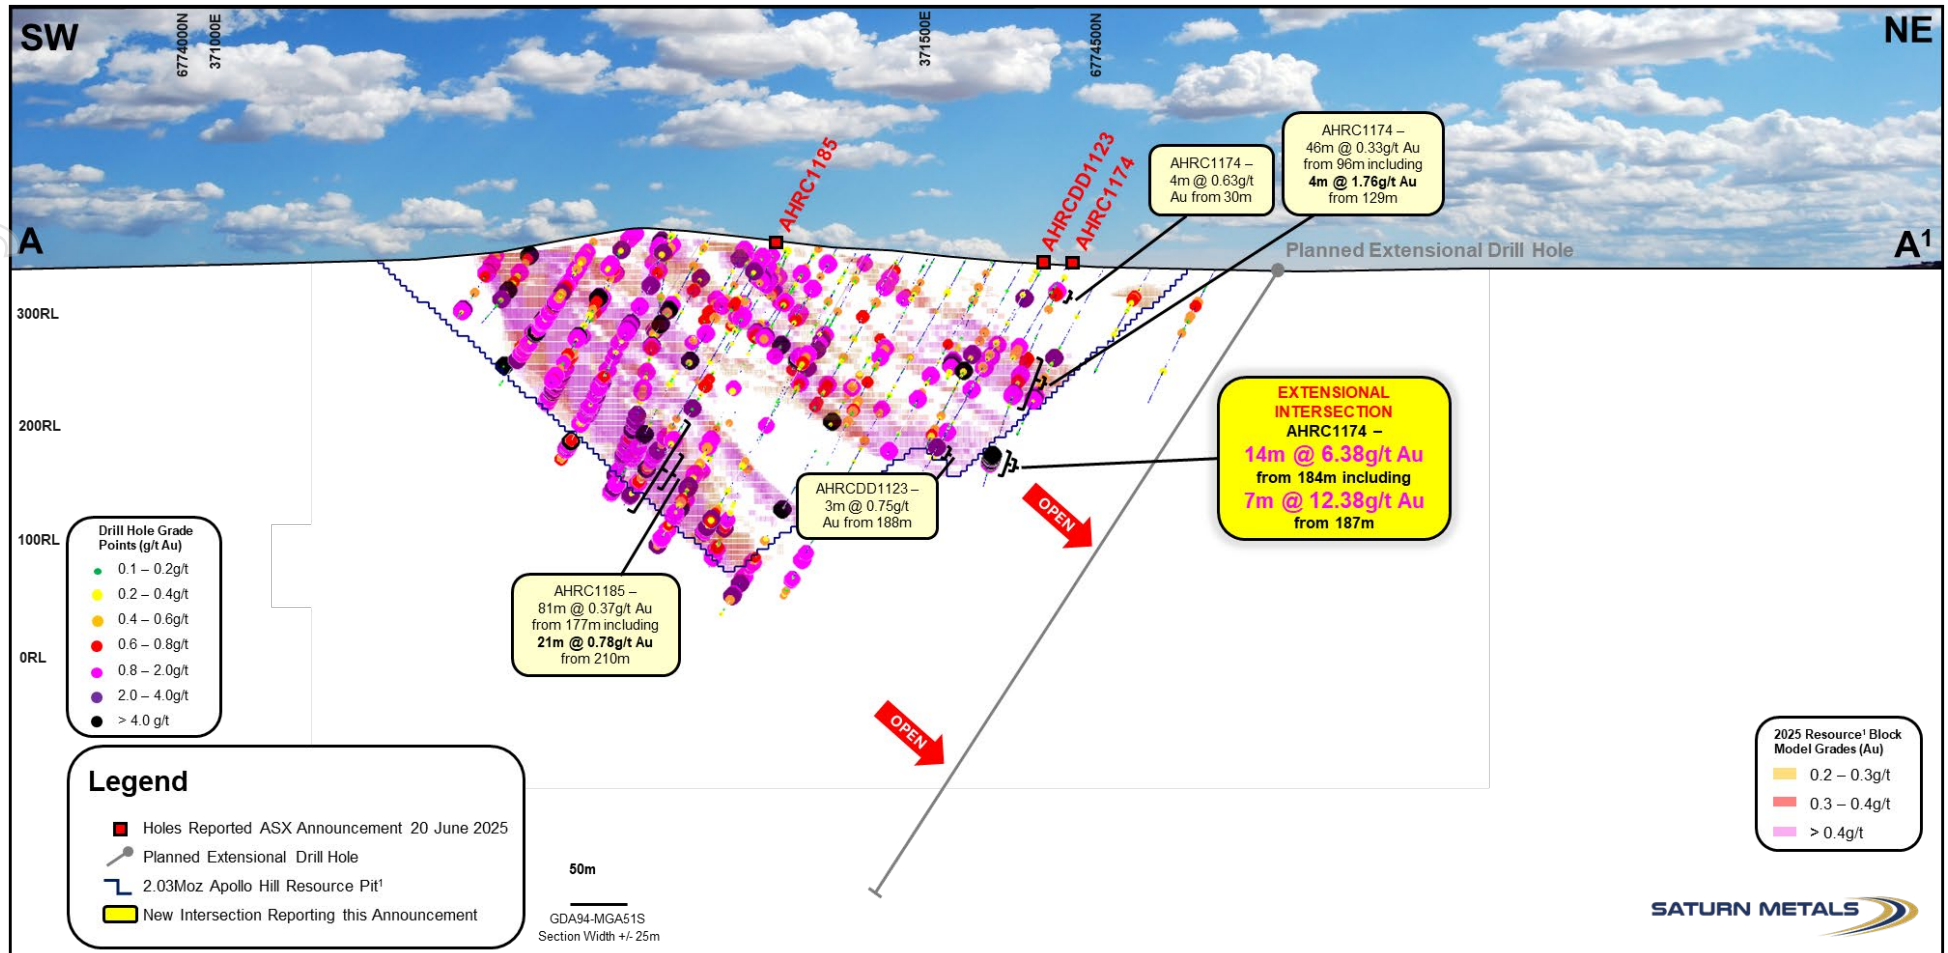 SW
6774000N
371000E
371500E
6774500N
NE
A
A¹
AHRC1185
AHRCDD1123
AHRC1174
AHRC1174 –
4m @ 0.63g/t
Au from 30m
AHRC1174 –
46m @ 0.33g/t Au
from 96m including
4m @ 1.76g/t Au
from 129m
Planned Extensional Drill Hole
300RL
200RL
100RL
0RL
EXTENSIONAL
INTERSECTION
AHRC1174 –
14m @ 6.38g/t Au
from 184m including
7m @ 12.38g/t Au
from 187m
AHRCDD1123 –
3m @ 0.75g/t
Au from 188m
OPEN
OPEN
AHRC1185 –
81m @ 0.37g/t Au
from 177m including
21m @ 0.78g/t Au
from 210m
Drill Hole Grade
Points (g/t Au)
0.1 – 0.2g/t
0.2 – 0.4g/t
0.4 – 0.6g/t
0.6 – 0.8g/t
0.8 – 2.0g/t
2.0 – 4.0g/t
> 4.0 g/t
Legend
Holes Reported ASX Announcement 20 June 2025
Planned Extensional Drill Hole
2.03Moz Apollo Hill Resource Pit¹
New Intersection Reporting this Announcement
50m
GDA94-MGA51S
Section Width +/- 25m
2025 Resource¹ Block
Model Grades (Au)
0.2 – 0.3g/t
0.3 – 0.4g/t
> 0.4g/t
SATURN METALS